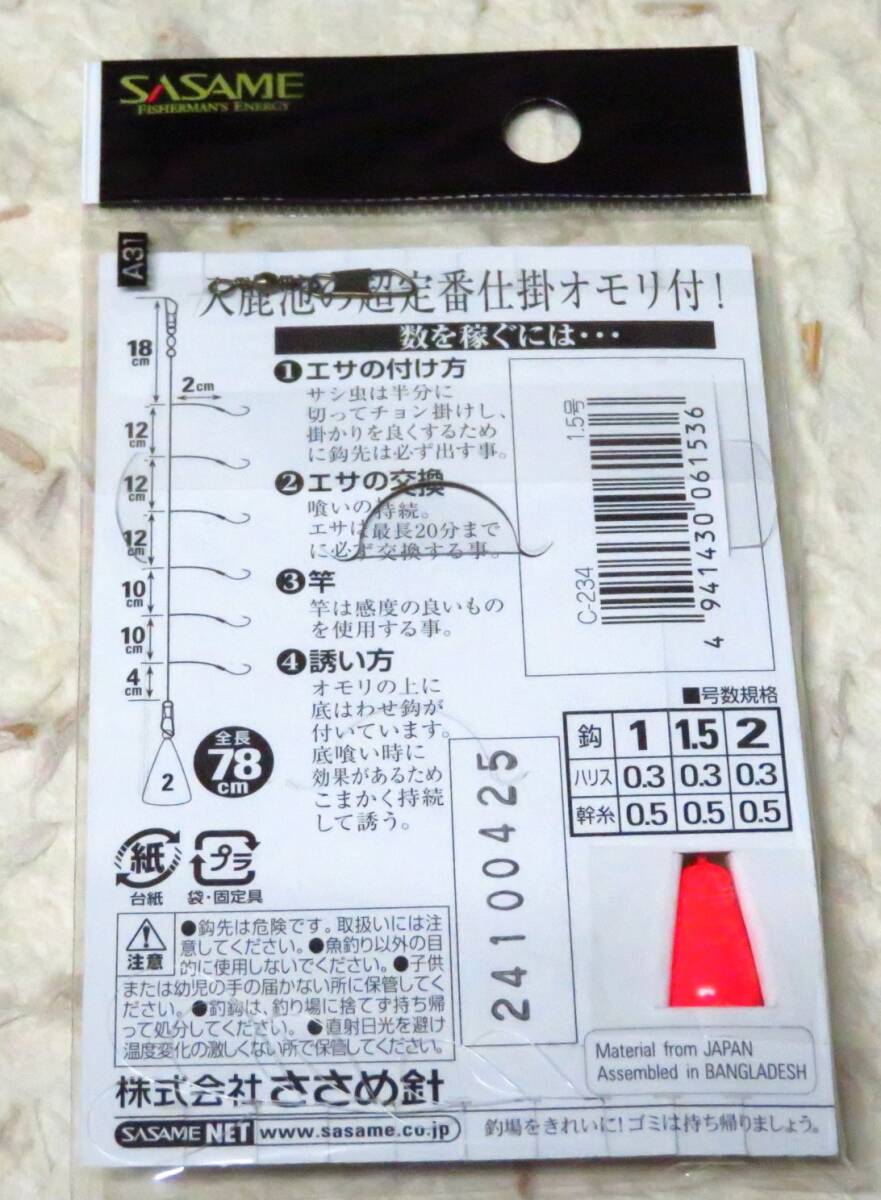 SASAME
FISHERMAN'S ENERGY
A31
大麗池の超定番仕掛オモリ付！
数を稼ぐには・・・
18cm
2cm
12cm
12cm
12cm
10cm
10cm
4cm
2
全長
78cm
❶エサの付け方
サシ虫は半分に
切ってチョン掛けし、
掛かりを良くするため
に鈎先は必ず出す事。
❷エサの交換
喰いの持続。
エサは最長20分まで
に必ず交換する事。
❸竿
竿は感度の良いもの
を使用する事。
❹誘い方
オモリの上に
底はわせ鈎が
付いています。
底喰い時に
効果があるため
こまかく持続
して誘う。
1.5号
C-234
4 941430 061536
■号数規格
鈎 1 1.5 2
ハリス 0.3 0.3 0.3
幹糸 0.5 0.5 0.5
24100425
紙
台紙
プラ
袋・固定具
注意
●鈎先は危険です。取扱いには注
意してください。●魚釣り以外の目
的に使用しないでください。●子供
または幼児の手の届かない所に保管してく
ださい。●釣鈎は、釣り場に捨てず持ち帰
って処分してください。●直射日光を避け
温度変化の激しくない所で保管してください。
Material from JAPAN
Assembled in BANGLADESH
株式会社ささめ針
SASAME NET www.sasame.co.jp
釣場をきれいに！ゴミは持ち帰りましょう。